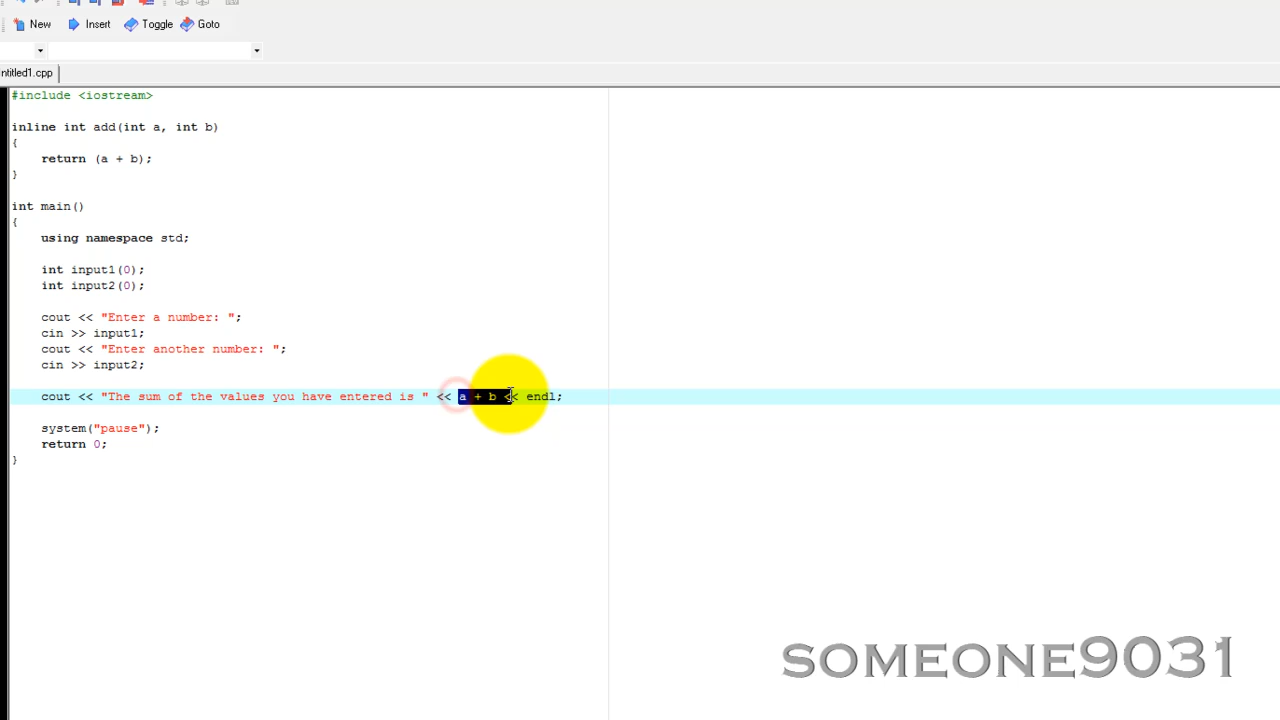 New Insert Toggle Goto
ntitled1.cpp
#include <iostream>
inline int add(int a, int b)
{
return (a + b);
}
int main()
{
using namespace std;
int input1(0);
int input2(0);
cout << "Enter a number: ";
cin >> input1;
cout << "Enter another number: ";
cin >> input2;
cout << "The sum of the values you have entered is " << a + b << endl;
system("pause");
return 0;
}
SOMEONE9031